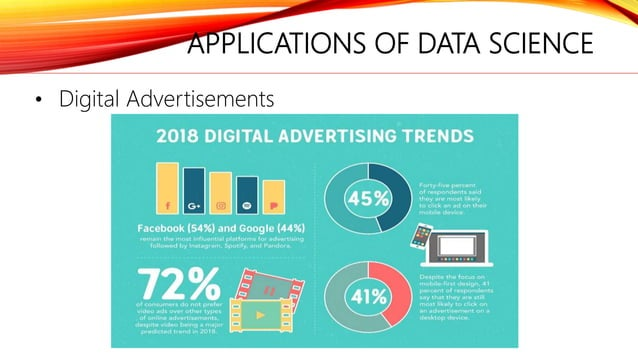 APPLICATIONS OF DATA SCIENCE
• Digital Advertisements
2018 DIGITAL ADVERTISING TRENDS
f
G+
Facebook (54%) and Google (44%)
remain the most influential platforms for advertising
followed by Instagram, Spotify, and Pandora.
72%
of consumers do not prefer
video ads over other types
of online advertisements,
despite video being a major
predicted trend in 2018.
45%
Forty-five percent
of respondents said
they are most likely
to click an ad on their
mobile device.
41%
Despite the focus on
mobile-first design, 41
percent of respondents
say that they are still
most likely to click on
an advertisement on a
desktop device.